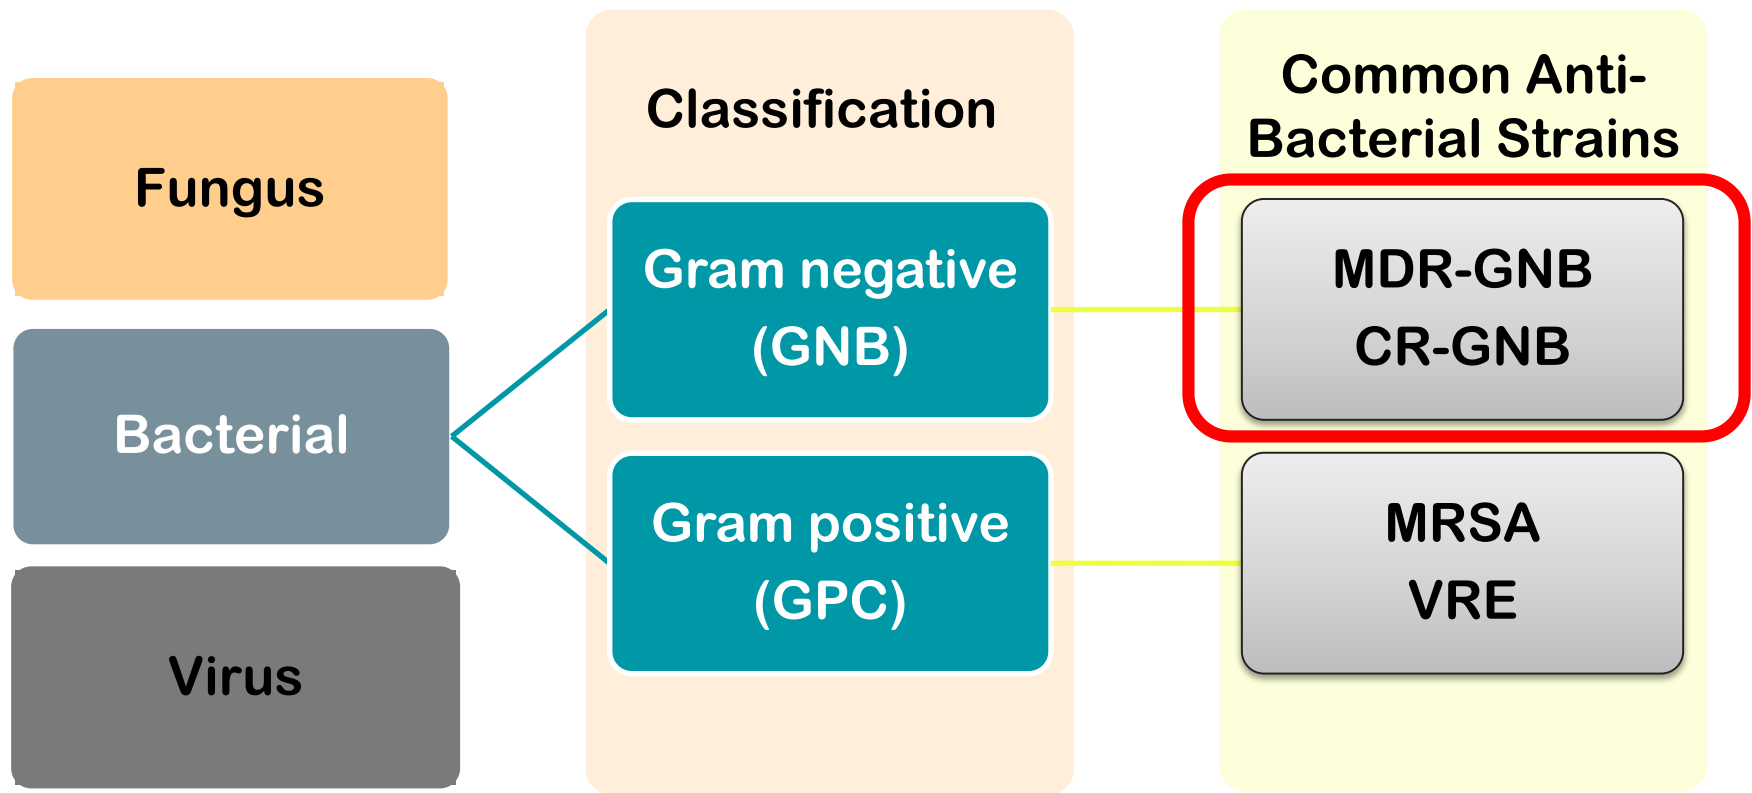 Fungus
Bacterial
Virus
Classification
Gram negative
(GNB)
Gram positive
(GPC)
Common Anti-
Bacterial Strains
MDR-GNB
CR-GNB
MRSA
VRE